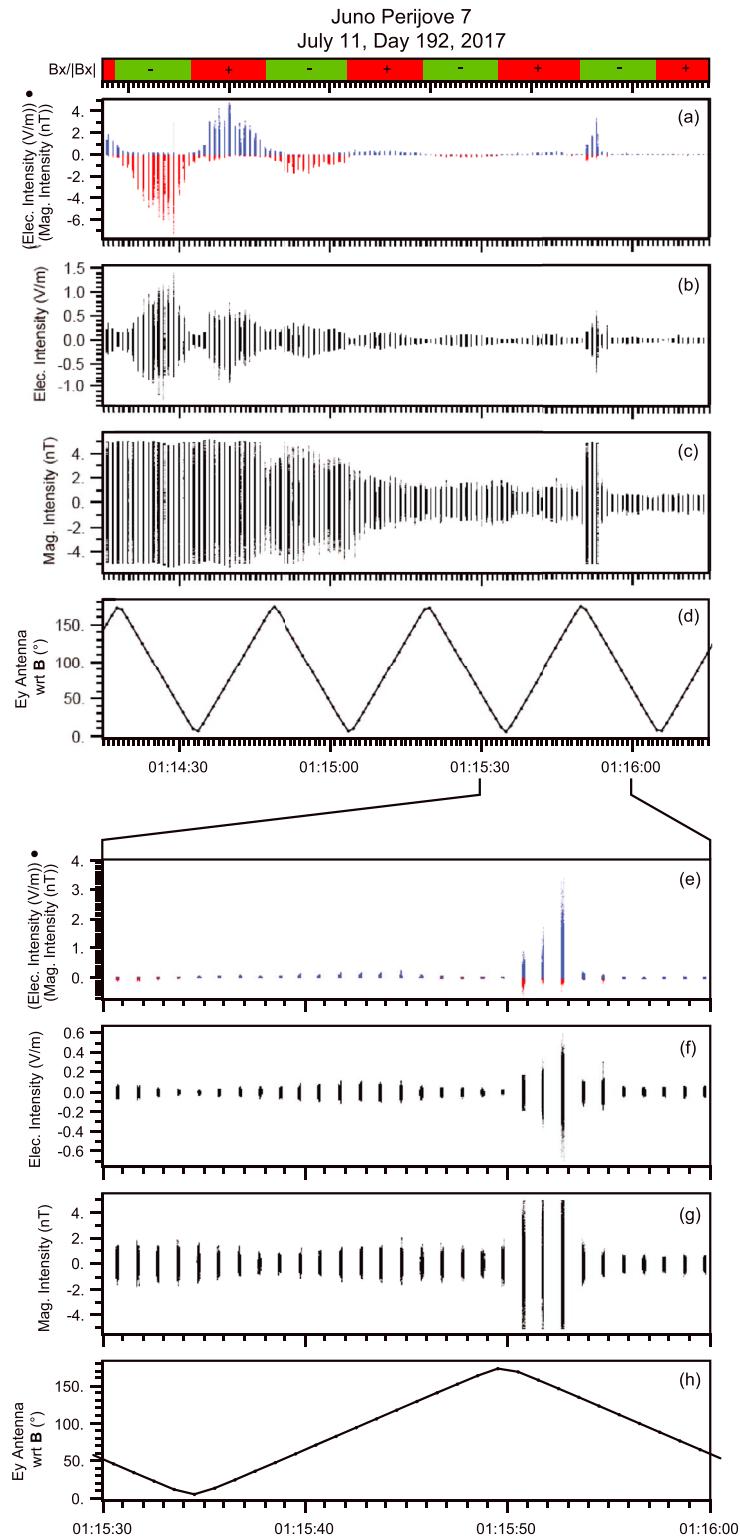 Juno Perijove 7
July 11, Day 192, 2017
Bx/|Bx|
- + - + - + - +
(Elec. Intensity (V/m)) •
(Mag. Intensity (nT))
4.
2.
0.
-2.
-4.
-6.
(a)
Elec. Intensity (V/m)
1.5
1.0
0.5
0.0
-0.5
-1.0
(b)
Mag. Intensity (nT)
4.
2.
0.
-2.
-4.
(c)
Ey Antenna
wrt B (°)
150.
100.
50.
0.
(d)
01:14:30 01:15:00 01:15:30 01:16:00
(Elec. Intensity (V/m)) •
(Mag. Intensity (nT))
4.
3.
2.
1.
0.
(e)
Elec. Intensity (V/m)
0.6
0.4
0.2
0.0
-0.2
-0.4
-0.6
(f)
Mag. Intensity (nT)
4.
2.
0.
-2.
-4.
(g)
Ey Antenna
wrt B (°)
150.
100.
50.
0.
(h)
01:15:30 01:15:40 01:15:50 01:16:00